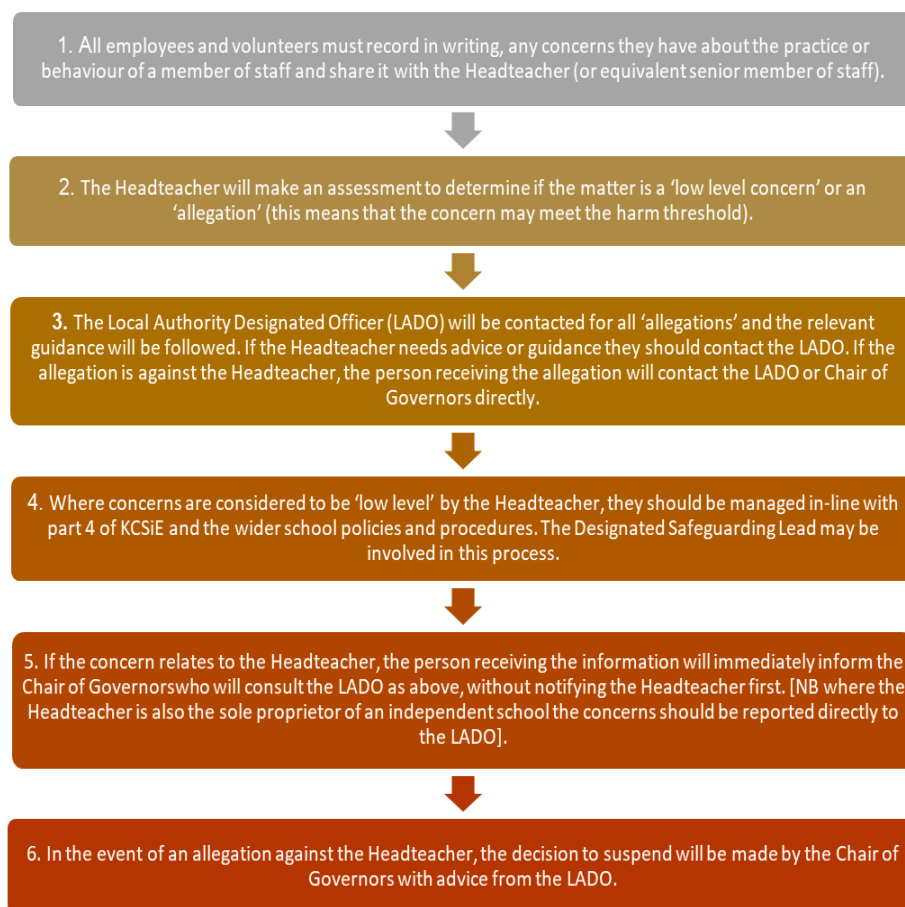 1. All employees and volunteers must record in writing, any concerns they have about the practice or
behaviour of a member of staff and share it with the Headteacher (or equivalent senior member of staff).
2. The Headteacher will make an assessment to determine if the matter is a ‘low level concern’ or an
‘allegation’ (this means that the concern may meet the harm threshold).
3. The Local Authority Designated Officer (LADO) will be contacted for all ‘allegations’ and the relevant
guidance will be followed. If the Headteacher needs advice or guidance they should contact the LADO. If the
allegation is against the Headteacher, the person receiving the allegation will contact the LADO or Chair of
Governors directly.
4. Where concerns are considered to be ‘low level’ by the Headteacher, they should be managed in-line with
part 4 of KCSiE and the wider school policies and procedures. The Designated Safeguarding Lead may be
involved in this process.
5. If the concern relates to the Headteacher, the person receiving the information will immediately inform the
Chair of Governorswho will consult the LADO as above, without notifying the Headteacher first. [NB where the
Headteacher is also the sole proprietor of an independent school the concerns should be reported directly to
the LADO].
6. In the event of an allegation against the Headteacher, the decision to suspend will be made by the Chair of
Governors with advice from the LADO.